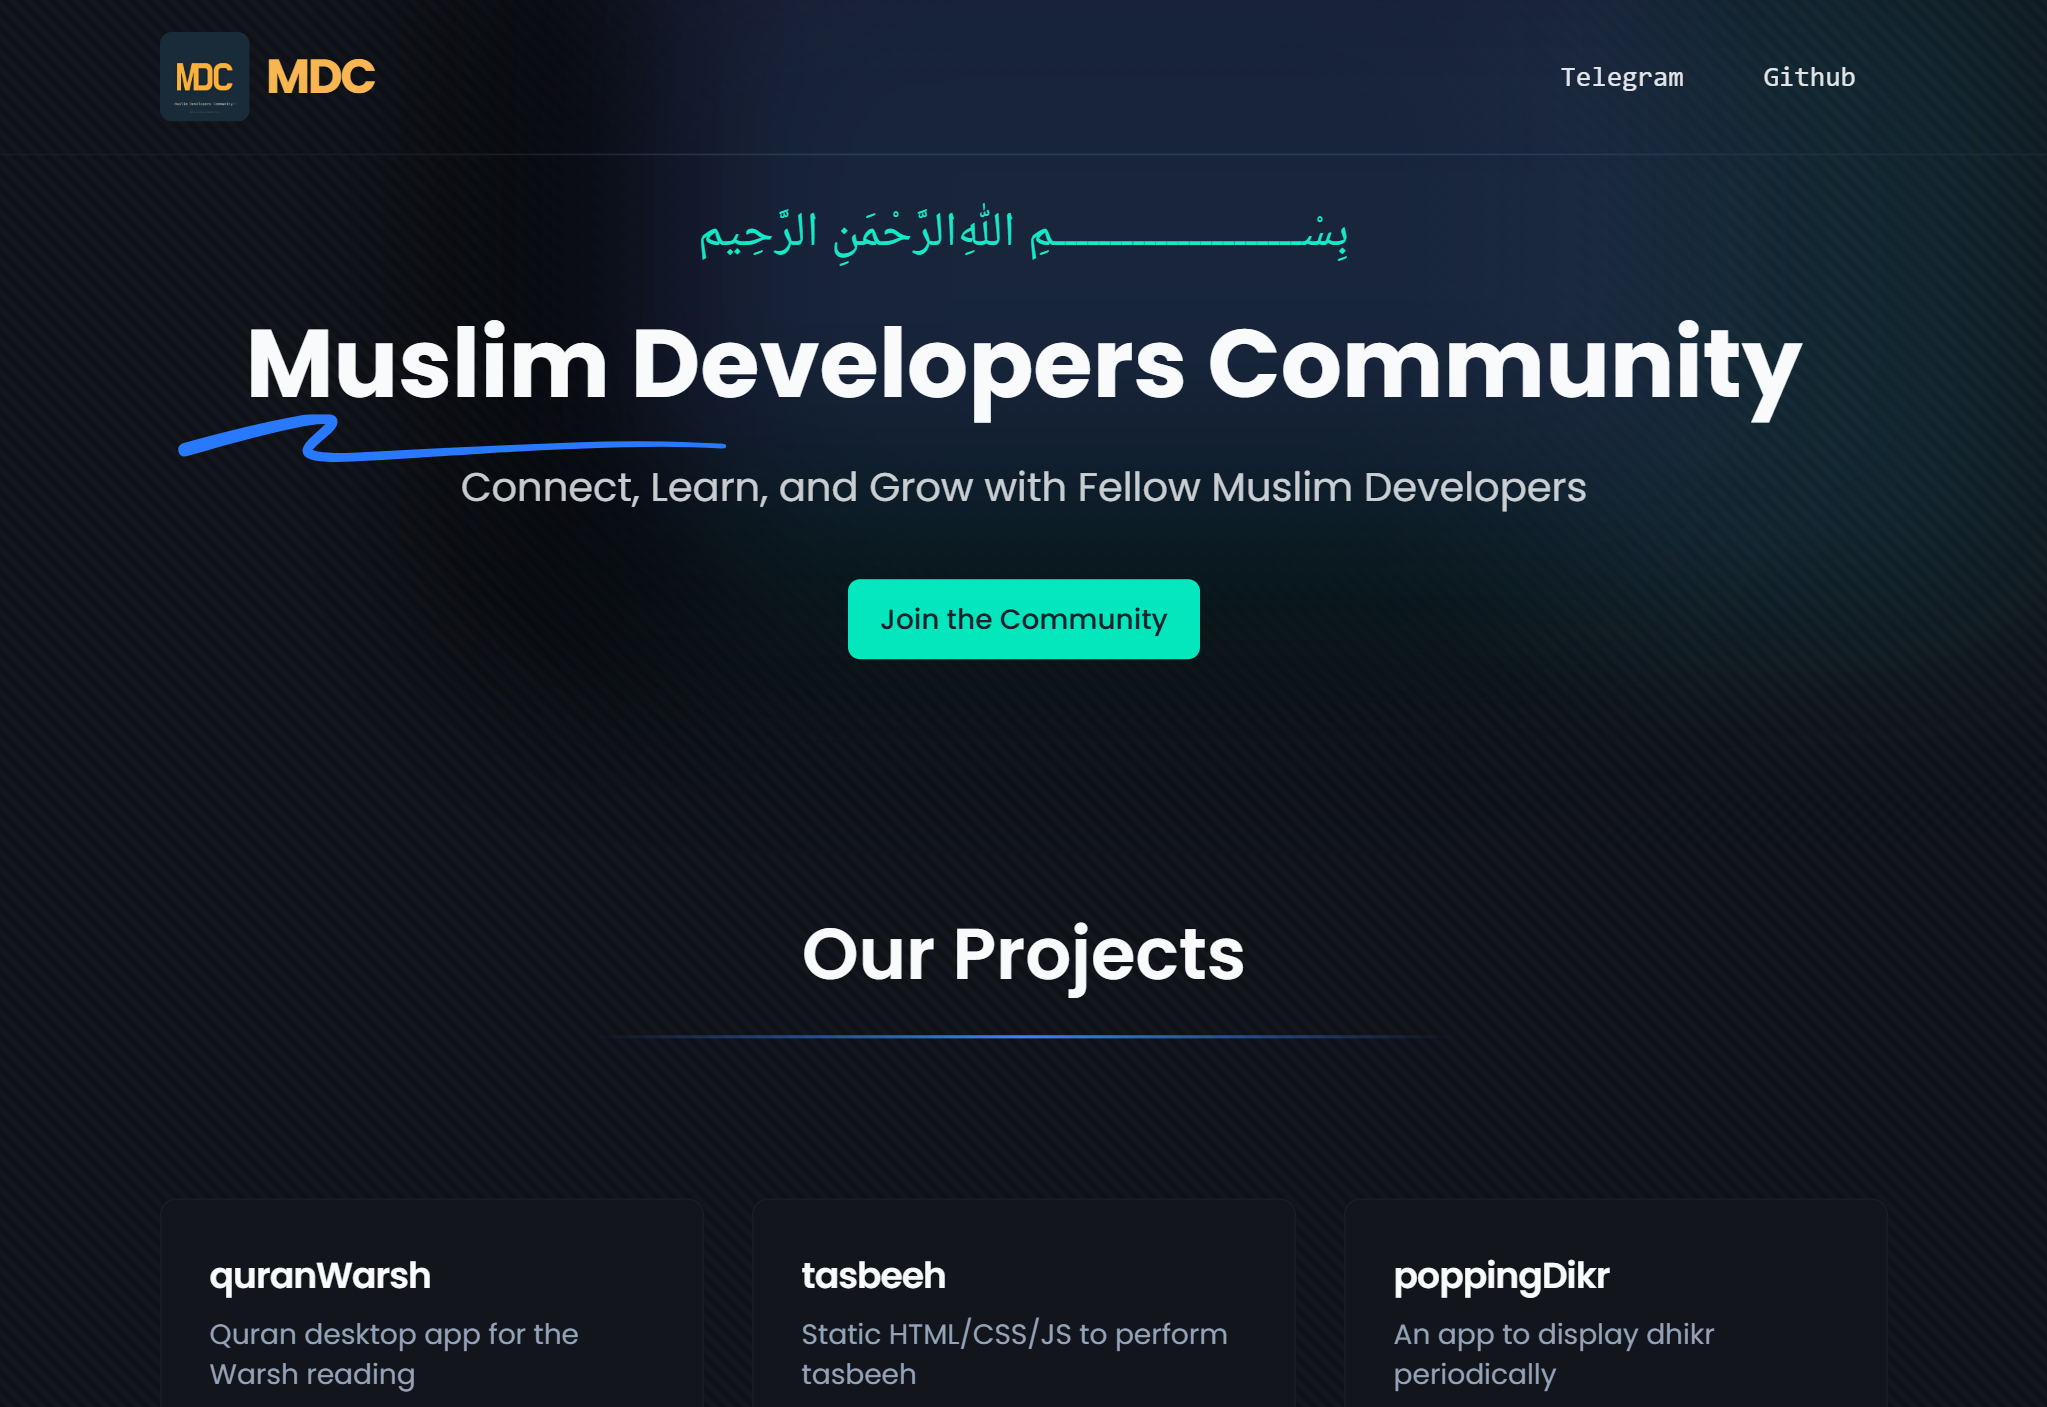 MDC
MDC
Telegram
Github
بِسْــــــــــــــــــــــمِ اللَّهِ الرَّحْمَنِ الرَّحِيم
Muslim Developers Community
Connect, Learn, and Grow with Fellow Muslim Developers
Join the Community
Our Projects
quranWarsh
Quran desktop app for the
Warsh reading
tasbeeh
Static HTML/CSS/JS to perform
tasbeeh
poppingDikr
An app to display dhikr
periodically